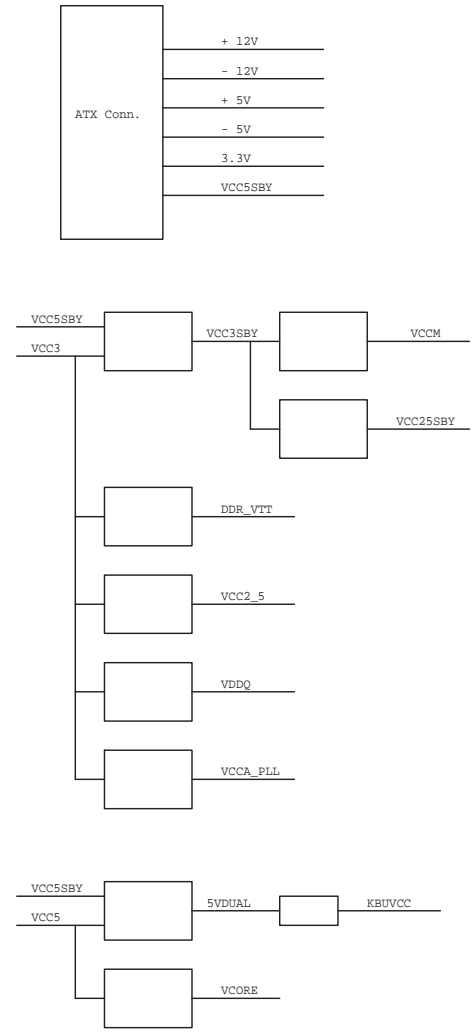 + 12V
- 12V
+ 5V
ATX Conn.
- 5V
3.3V
VCC5SBY
VCC5SBY
VCC3
VCC3SBY
VCCM
VCC25SBY
DDR_VTT
VCC2_5
VDDQ
VCCA_PLL
VCC5SBY
VCC5
5VDUAL
KBUVCC
VCORE